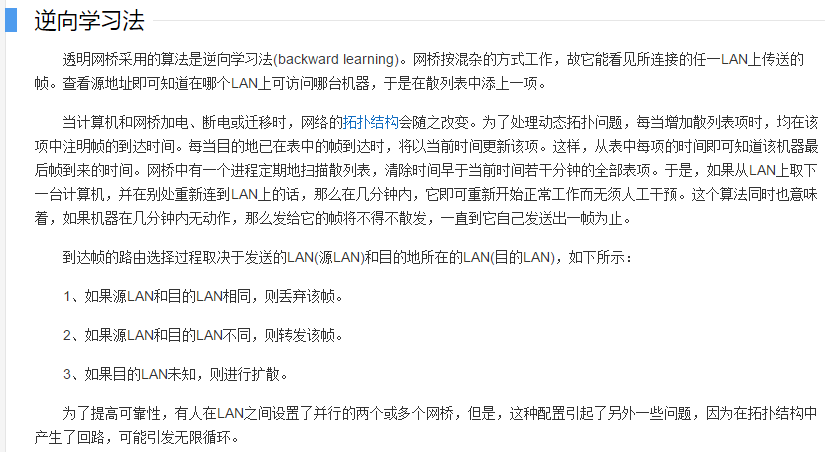 逆向学习法
透明网桥采用的算法是逆向学习法(backward learning)。网桥按混杂的方式工作，故它能看见所连接的任一LAN上传送的
帧。查看源地址即可知道在哪个LAN上可访问哪台机器，于是在散列表中添上一项。
当计算机和网桥加电、断电或迁移时，网络的拓扑结构会随之改变。为了处理动态拓扑问题，每当增加散列表项时，均在该
项中注明帧的到达时间。每当目的地已在表中的帧到达时，将以当前时间更新该项。这样，从表中每项的时间即可知道该机器最
后帧到来的时间。网桥中有一个进程定期地扫描散列表，清除时间早于当前时间若干分钟的全部表项。于是，如果从LAN上取下
一台计算机，并在别处重新连到LAN上的话，那么在几分钟内，它即可重新开始正常工作而无须人工干预。这个算法同时也意味
着，如果机器在几分钟内无动作，那么发给它的帧将不得不散发，一直到它自己发送出一帧为止。
到达帧的路由选择过程取决于发送的LAN(源LAN)和目的地所在的LAN(目的LAN)，如下所示：
1、如果源LAN和目的LAN相同，则丢弃该帧。
2、如果源LAN和目的LAN不同，则转发该帧。
3、如果目的LAN未知，则进行扩散。
为了提高可靠性，有人在LAN之间设置了并行的两个或多个网桥，但是，这种配置引起了另外一些问题，因为在拓扑结构中
产生了回路，可能引发无限循环。